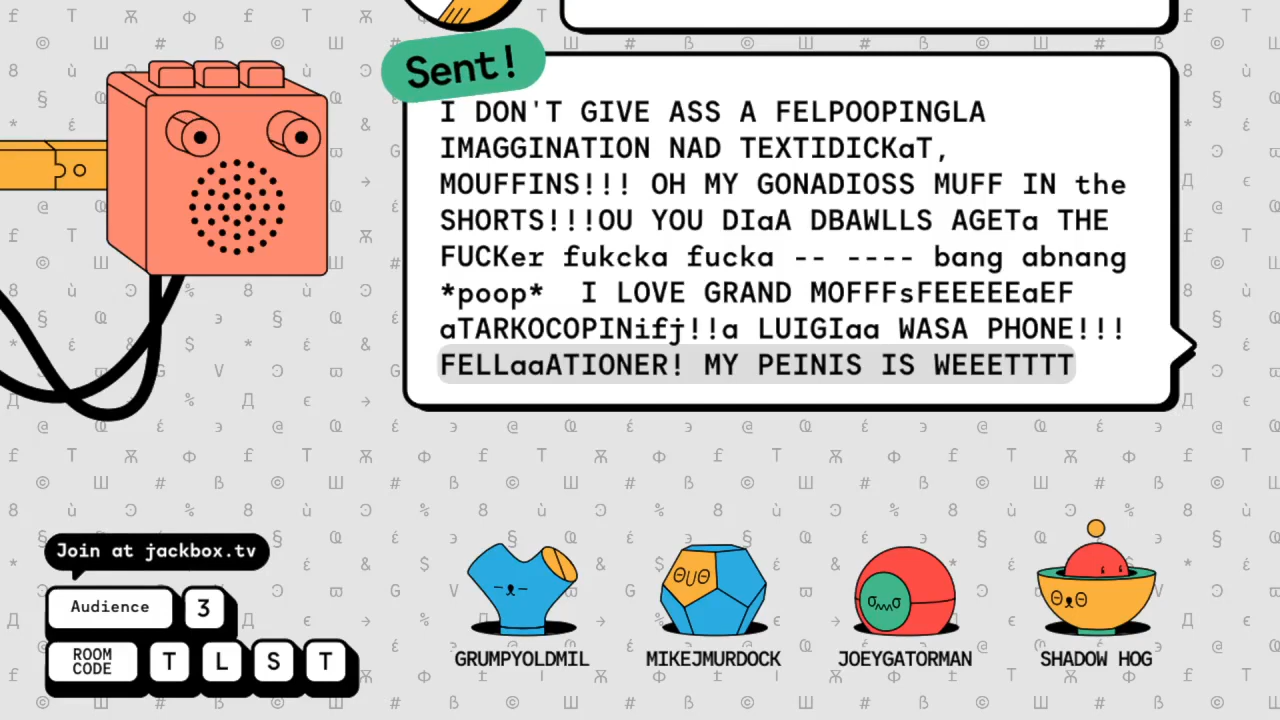 Sent!
I DON'T GIVE ASS A FELPOOPINGLA
IMAGGINATION NAD TEXTIDICKaT,
MOUFFINS!!! OH MY GONADIOSS MUFF IN the
SHORTS!!!OU YOU DIaA DBAWLLS AGETa THE
FUCKer fukcka fucka -- ---- bang abnang
*poop*  I LOVE GRAND MOFFFsFEEEEEaEF
aTARKOCOPINifj!!a LUIGIaa WASA PHONE!!!
FELLaaATIONER! MY PEINIS IS WEEETTTT
Join at jackbox.tv
Audience 3
ROOM CODE T L S T
GRUMPYOLDMIL MIKEJMURDOCK JOEYGATORMAN SHADOW HOG